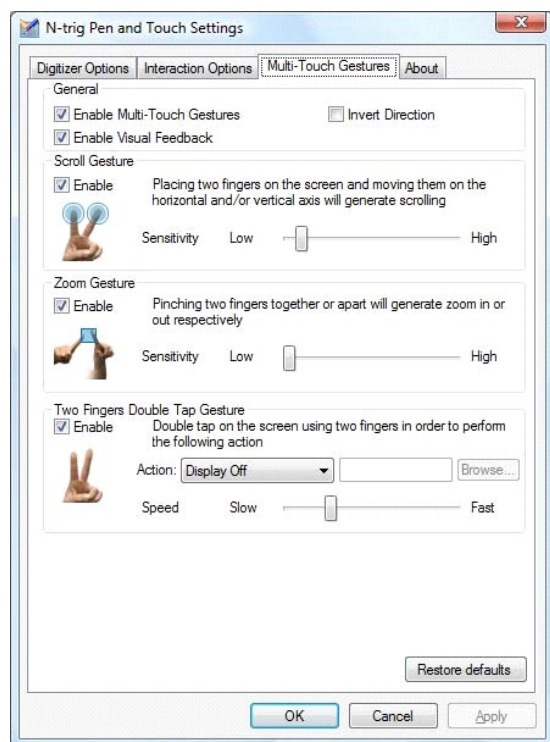 N-trig Pen and Touch Settings
Digitizer Options Interaction Options Multi-Touch Gestures About
General
Enable Multi-Touch Gestures Invert Direction
Enable Visual Feedback
Scroll Gesture
Enable Placing two fingers on the screen and moving them on the
horizontal and/or vertical axis will generate scrolling
Sensitivity Low High
Zoom Gesture
Enable Pinching two fingers together or apart will generate zoom in or
out respectively
Sensitivity Low High
Two Fingers Double Tap Gesture
Enable Double tap on the screen using two fingers in order to perform
the following action
Action: Display Off Browse...
Speed Slow Fast
Restore defaults
OK Cancel Apply